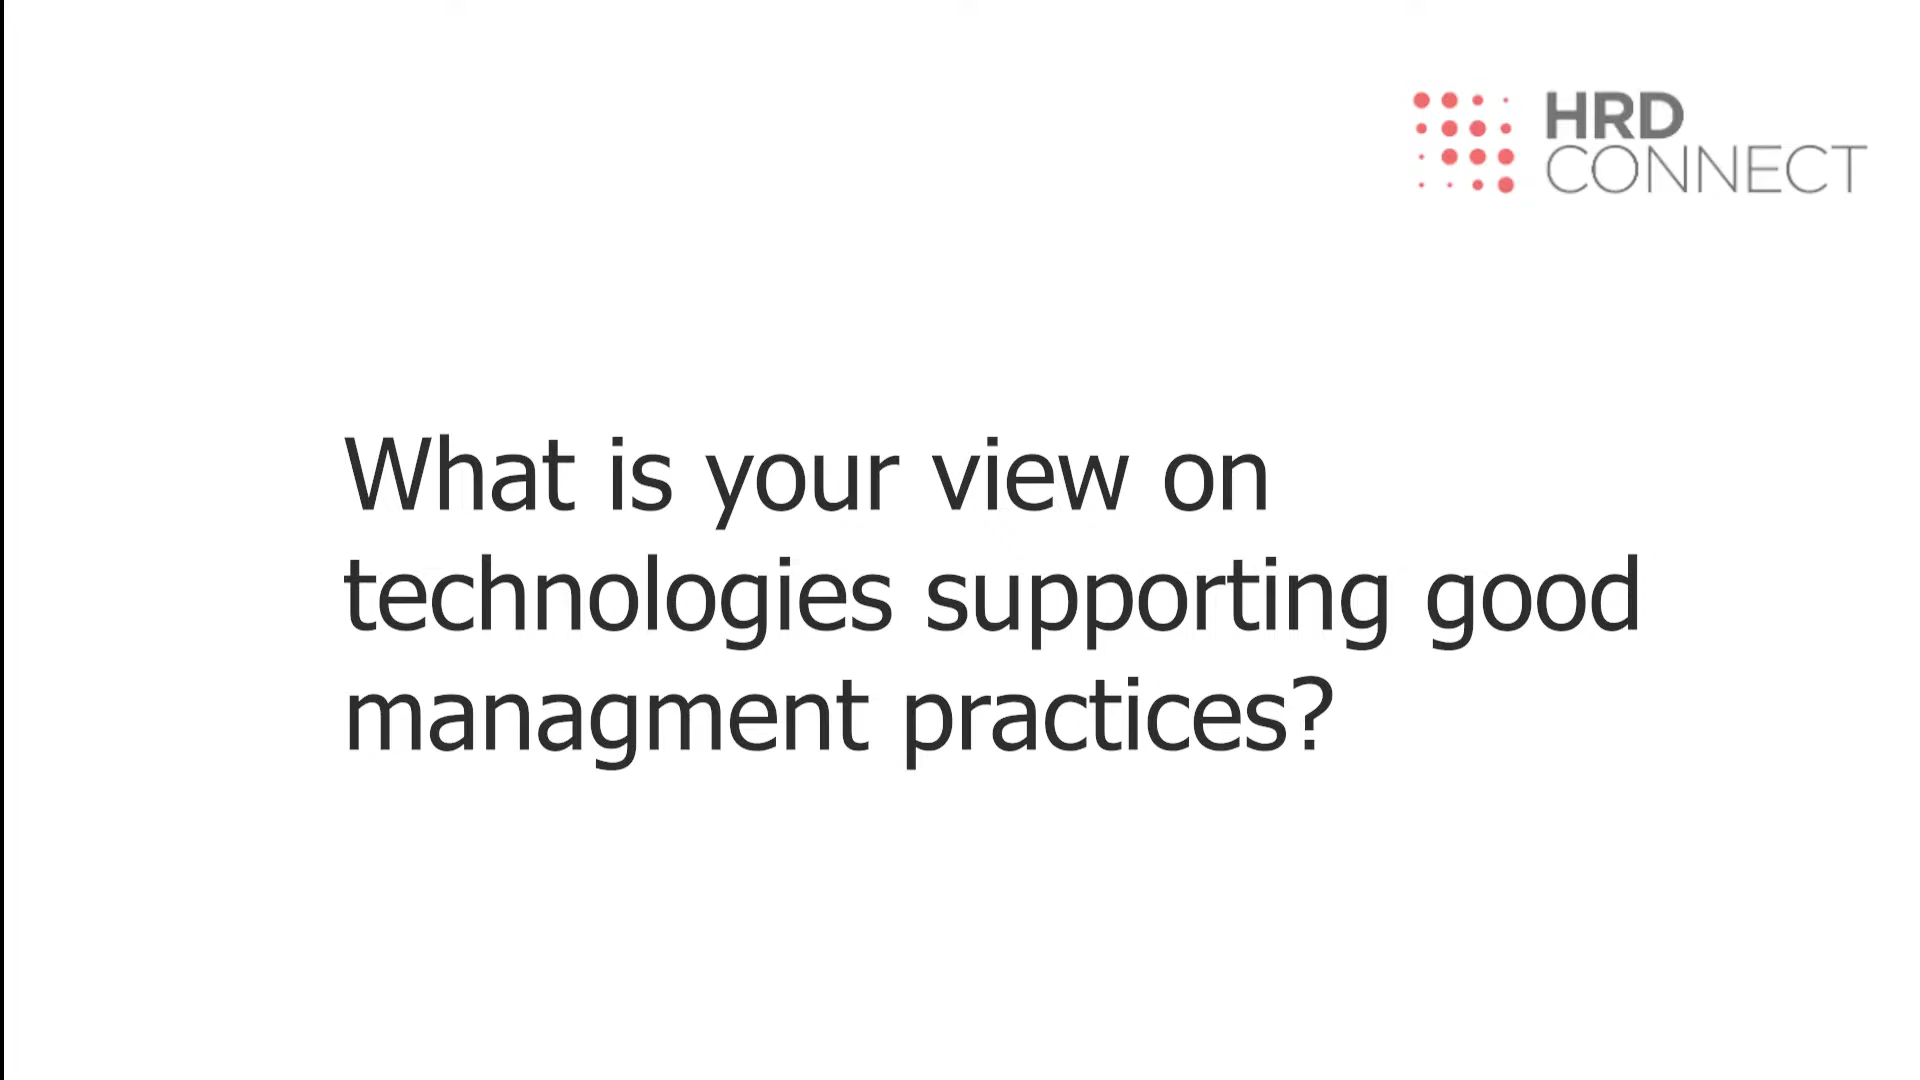 HRD
CONNECT
What is your view on
technologies supporting good
managment practices?